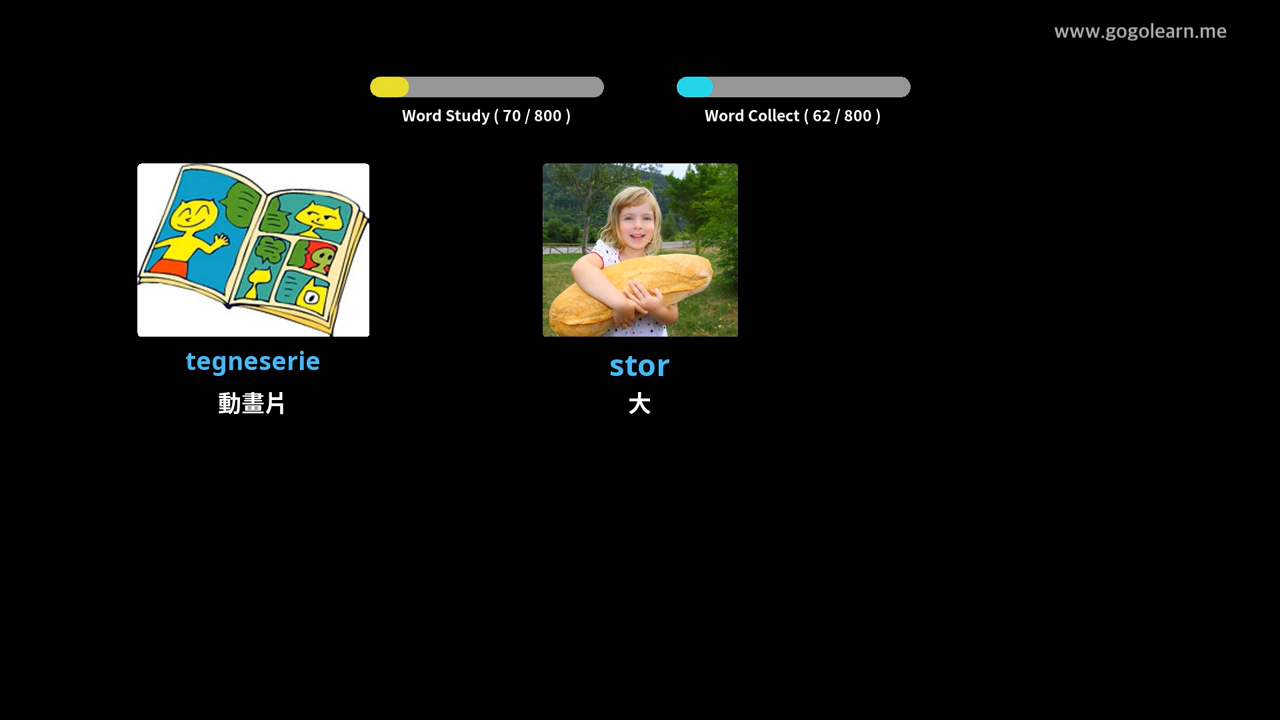 www.gogolearn.me
Word Study ( 70 / 800 )
Word Collect ( 62 / 800 )
tegneserie
stor
動畫片
大